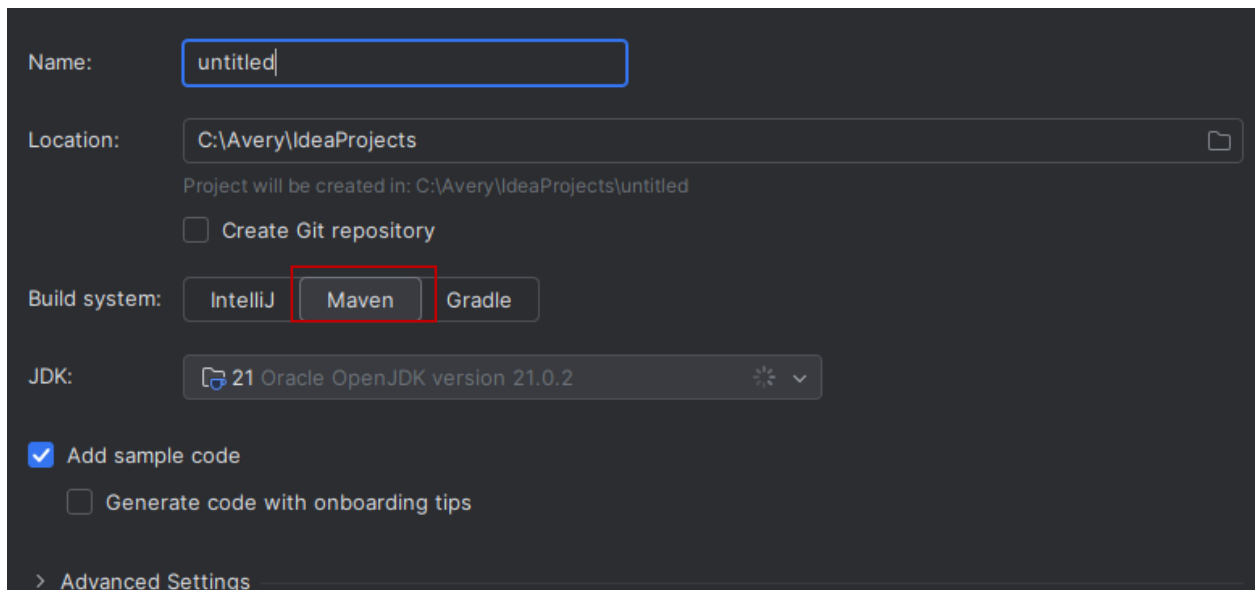 Name: untitled
Location: C:\Avery\IdeaProjects
Project will be created in: C:\Avery\IdeaProjects\untitled
Create Git repository
Build system: IntelliJ Maven Gradle
JDK: 21 Oracle OpenJDK version 21.0.2
Add sample code
Generate code with onboarding tips
Advanced Settings